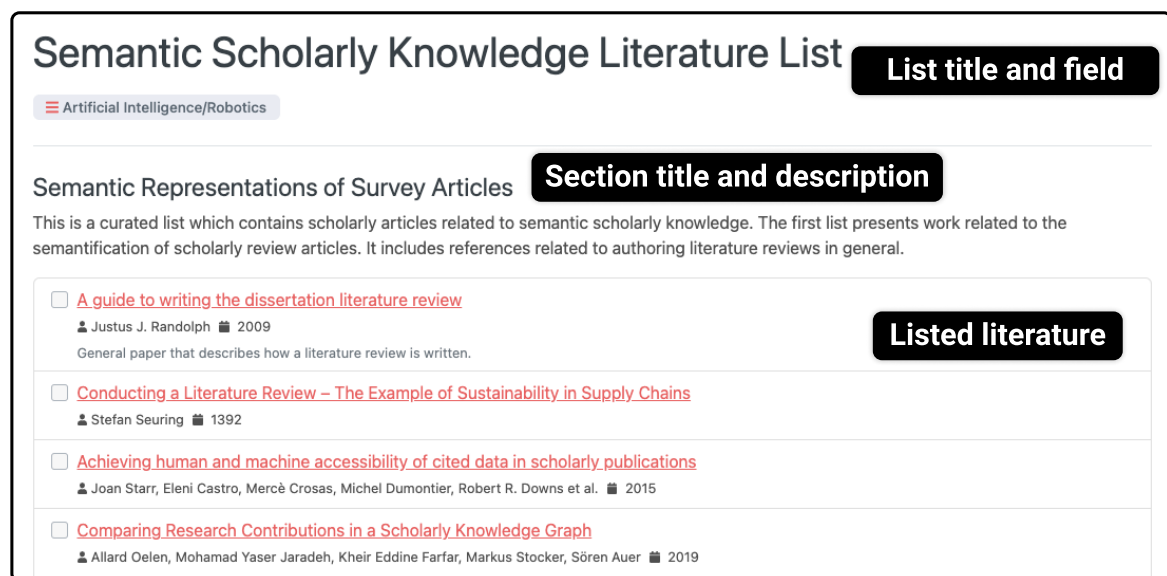 Semantic Scholarly Knowledge Literature List
List title and field
Artificial Intelligence/Robotics
Semantic Representations of Survey Articles
Section title and description
This is a curated list which contains scholarly articles related to semantic scholarly knowledge. The first list presents work related to the
semantification of scholarly review articles. It includes references related to authoring literature reviews in general.
A guide to writing the dissertation literature review
Justus J. Randolph 2009
General paper that describes how a literature review is written.
Listed literature
Conducting a Literature Review – The Example of Sustainability in Supply Chains
Stefan Seuring 1392
Achieving human and machine accessibility of cited data in scholarly publications
Joan Starr, Eleni Castro, Mercè Crosas, Michel Dumontier, Robert R. Downs et al. 2015
Comparing Research Contributions in a Scholarly Knowledge Graph
Allard Oelen, Mohamad Yaser Jaradeh, Kheir Eddine Farfar, Markus Stocker, Sören Auer 2019